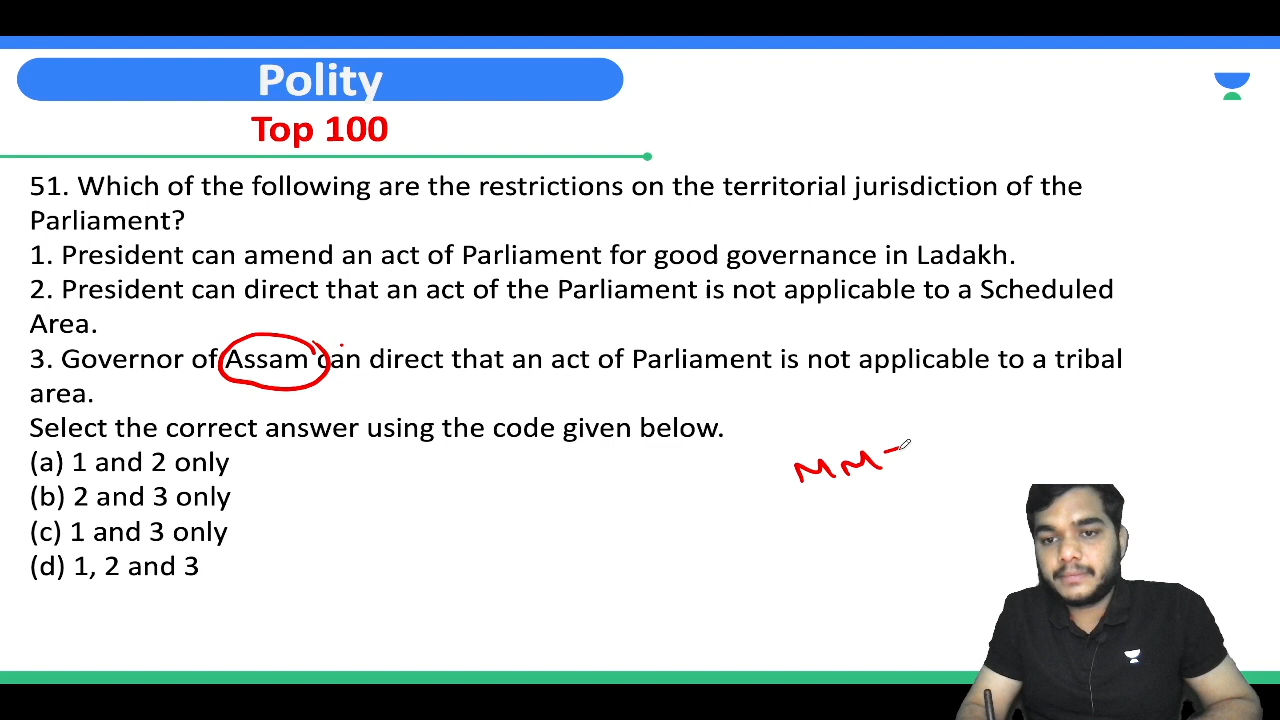 Polity
Top 100
51. Which of the following are the restrictions on the territorial jurisdiction of the
Parliament?
1. President can amend an act of Parliament for good governance in Ladakh.
2. President can direct that an act of the Parliament is not applicable to a Scheduled
Area.
3. Governor of Assam can direct that an act of Parliament is not applicable to a tribal
area.
Select the correct answer using the code given below.
(a) 1 and 2 only
(b) 2 and 3 only
(c) 1 and 3 only
(d) 1, 2 and 3
MM-